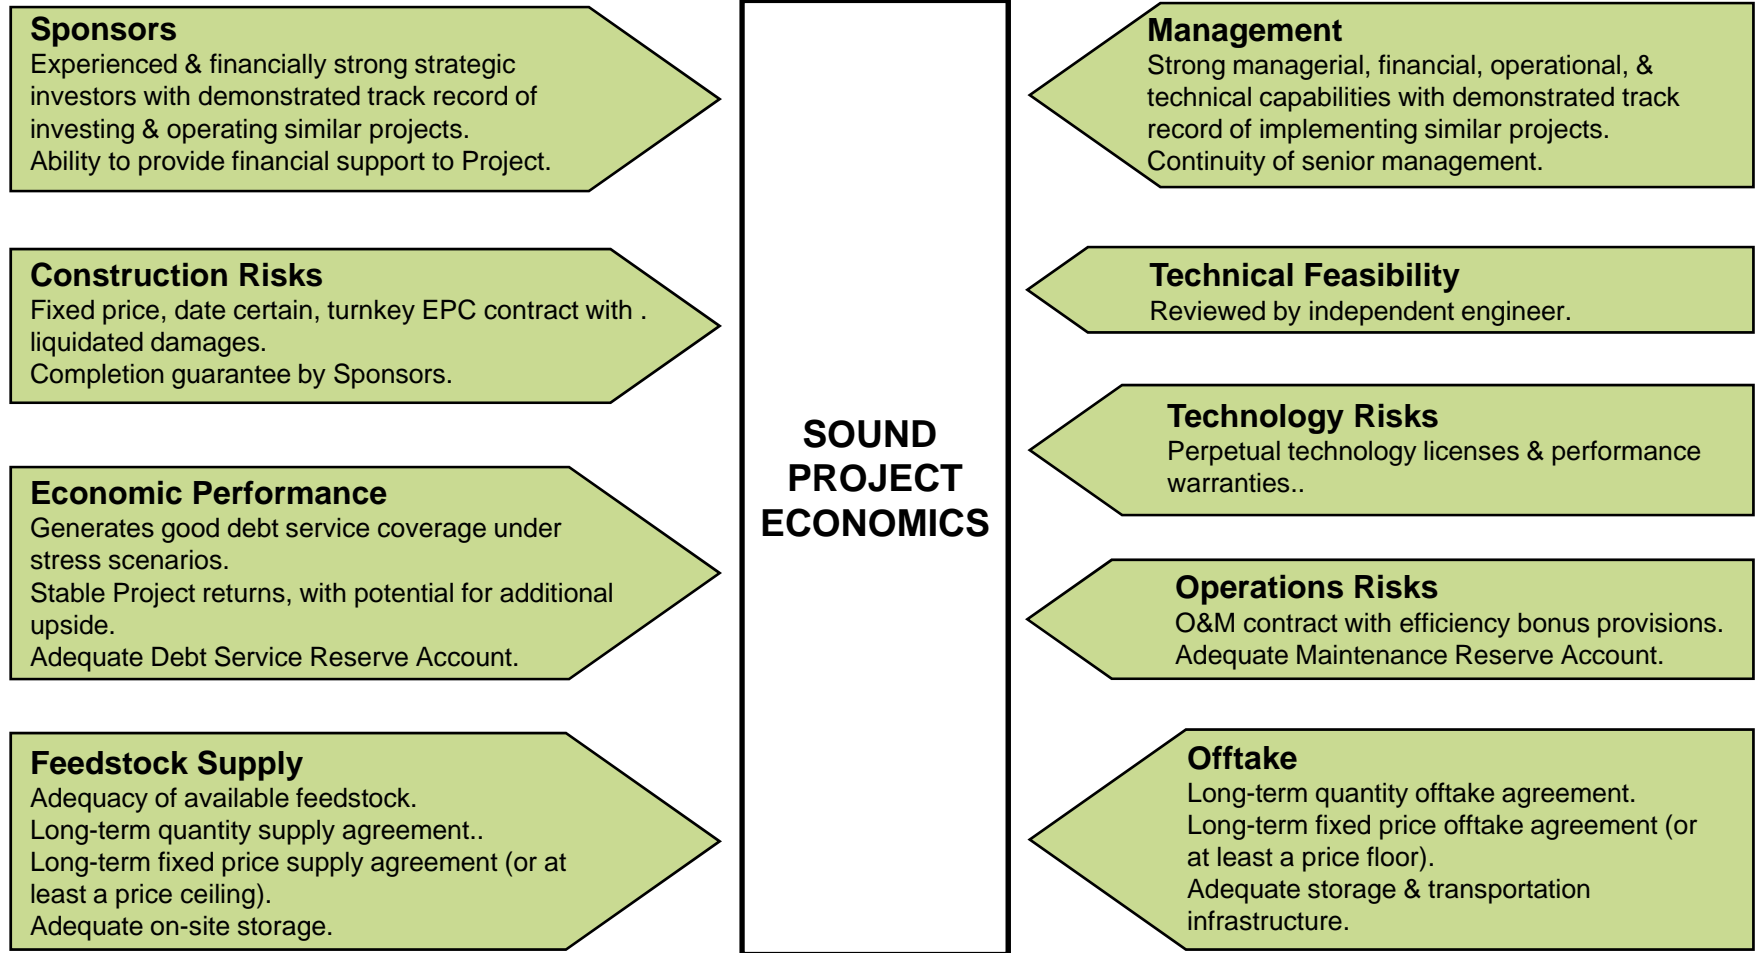 Sponsors
Experienced & financially strong strategic
investors with demonstrated track record of
investing & operating similar projects.
Ability to provide financial support to Project.
Construction Risks
Fixed price, date certain, turnkey EPC contract with .
liquidated damages.
Completion guarantee by Sponsors.
Economic Performance
Generates good debt service coverage under
stress scenarios.
Stable Project returns, with potential for additional
upside.
Adequate Debt Service Reserve Account.
Feedstock Supply
Adequacy of available feedstock.
Long-term quantity supply agreement..
Long-term fixed price supply agreement (or at
least a price ceiling).
Adequate on-site storage.
SOUND
PROJECT
ECONOMICS
Management
Strong managerial, financial, operational, &
technical capabilities with demonstrated track
record of implementing similar projects.
Continuity of senior management.
Technical Feasibility
Reviewed by independent engineer.
Technology Risks
Perpetual technology licenses & performance
warranties..
Operations Risks
O&M contract with efficiency bonus provisions.
Adequate Maintenance Reserve Account.
Offtake
Long-term quantity offtake agreement.
Long-term fixed price offtake agreement (or
at least a price floor).
Adequate storage & transportation
infrastructure.